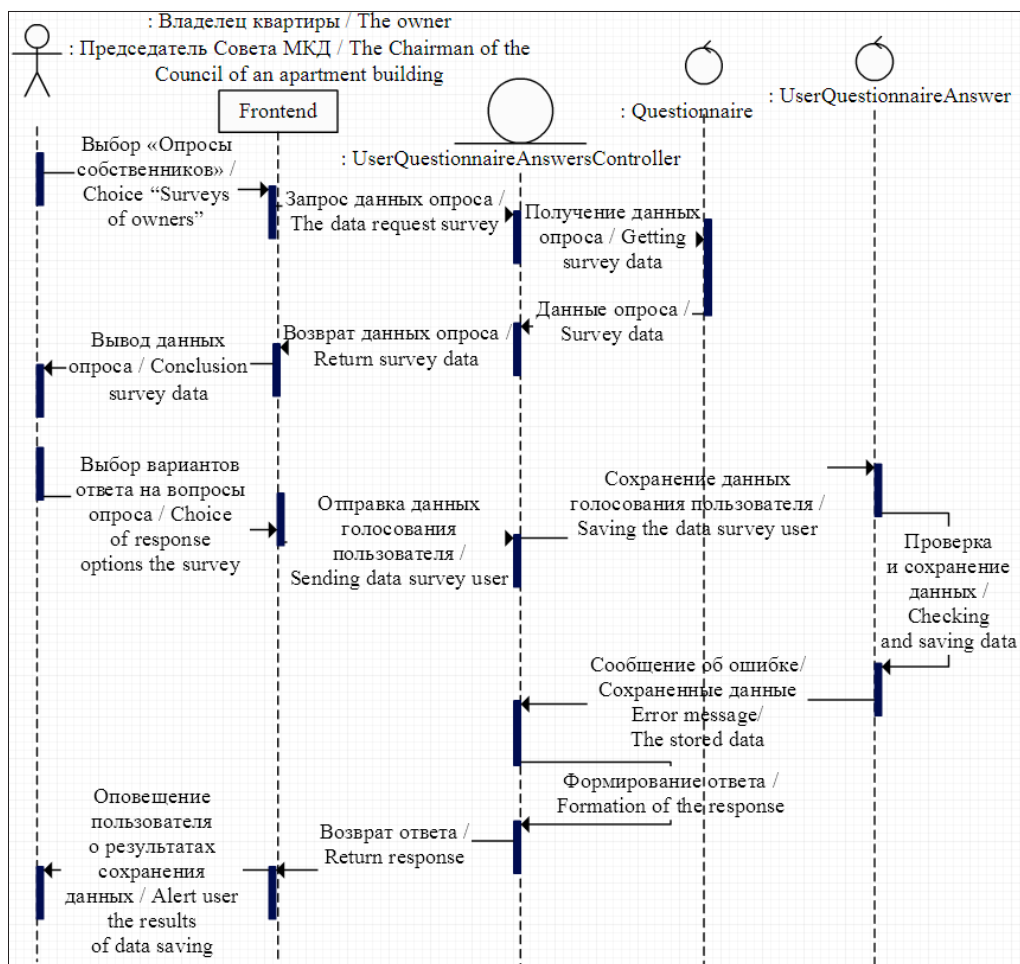 : Владелец квартиры / The owner
: Председатель Совета МКД / The Chairman of the
Council of an apartment building
Frontend
: UserQuestionnaireAnswersController
: Questionnaire
: UserQuestionnaireAnswer
Выбор «Опросы
собственников» /
Choice “Surveys
of owners”
Запрос данных опроса /
The data request survey
Получение данных
опроса / Getting
survey data
Данные опроса /
Survey data
Возврат данных опроса /
Return survey data
Вывод данных
опроса / Conclusion
survey data
Выбор вариантов
ответа на вопросы
опроса / Choice
of response
options the survey
Отправка данных
голосования
пользователя /
Sending data survey user
Сохранение данных
голосования пользователя /
Saving the data survey user
Проверка
и сохранение
данных /
Checking
and saving data
Сообщение об ошибке/
Сохраненные данные
Error message/
The stored data
Формирование ответа /
Formation of the response
Возврат ответа /
Return response
Оповещение
пользователя
о результатах
сохранения
данных / Alert user
the results
of data saving